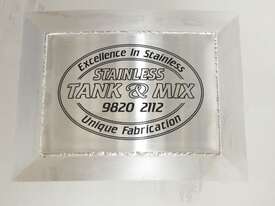 Excellence In Stainless
STAINLESS
TANK & MIX
9820 2112
Unique Fabrication